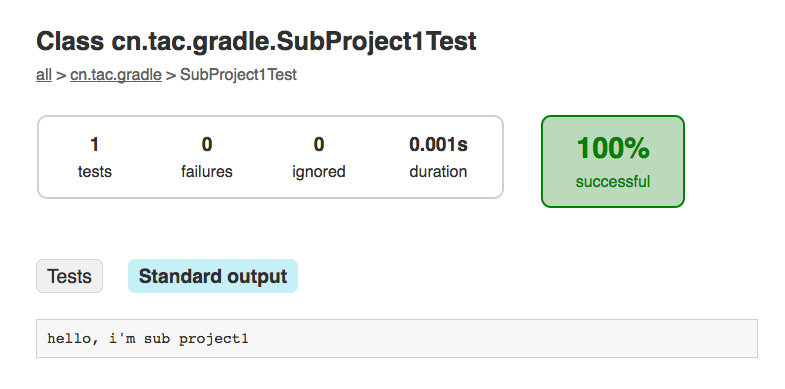 Class cn.tac.gradle.SubProject1Test
all > cn.tac.gradle > SubProject1Test
1 0 0 0.001s
tests failures ignored duration
100%
successful
Tests Standard output
hello, i'm sub project1